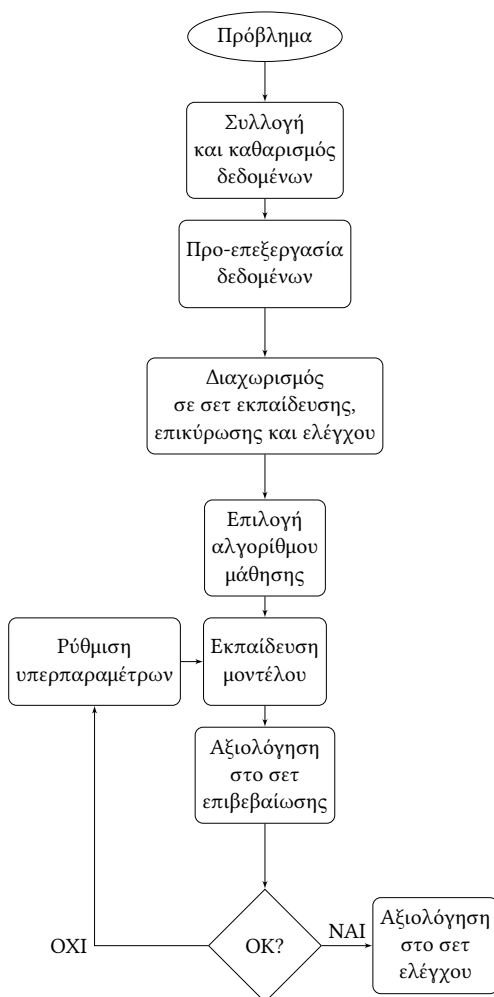 Πρόβλημα
Συλλογή
και καθαρισμός
δεδομένων
Προ-επεξεργασία
δεδομένων
Διαχωρισμός
σε σετ εκπαίδευσης,
επικύρωσης και ελέγχου
Επιλογή
αλγορίθμου
μάθησης
Ρύθμιση
υπερπαραμέτρων
Εκπαίδευση
μοντέλου
Αξιολόγηση
στο σετ
επιβεβαίωσης
ΟΧΙ
OK?
ΝΑΙ
Αξιολόγηση
στο σετ
ελέγχου